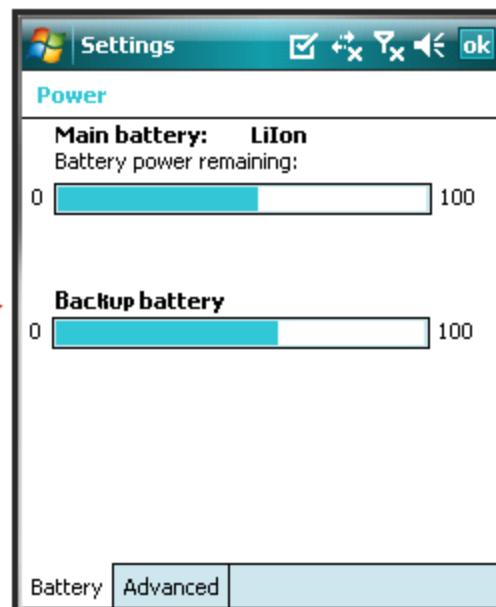 Settings ok
Power
Main battery: LiIon
Battery power remaining:
0 100
Backup battery
0 100
Battery Advanced